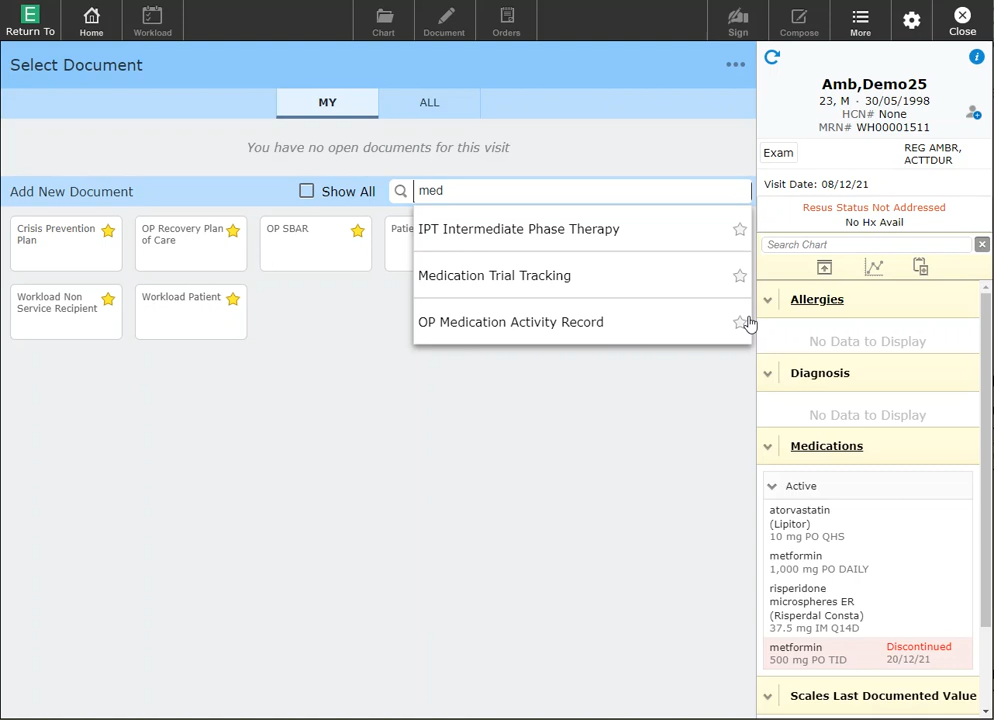 E
Return To
Home
Workload
Chart
Document
Orders
Sign
Compose
More
Close
Select Document
MY
ALL
You have no open documents for this visit
Add New Document
Show All
med
Crisis Prevention
Plan
OP Recovery Plan
of Care
OP SBAR
Patie
Workload Non
Service Recipient
Workload Patient
IPT Intermediate Phase Therapy
Medication Trial Tracking
OP Medication Activity Record
Amb,Demo25
23, M · 30/05/1998
HCN# None
MRN# WH00001511
Exam
REG AMBR,
ACTTDUR
Visit Date: 08/12/21
Resus Status Not Addressed
No Hx Avail
Search Chart
Allergies
No Data to Display
Diagnosis
No Data to Display
Medications
Active
atorvastatin
(Lipitor)
10 mg PO QHS
metformin
1,000 mg PO DAILY
risperidone
microspheres ER
(Risperdal Consta)
37.5 mg IM Q14D
metformin Discontinued
500 mg PO TID 20/12/21
Scales Last Documented Value